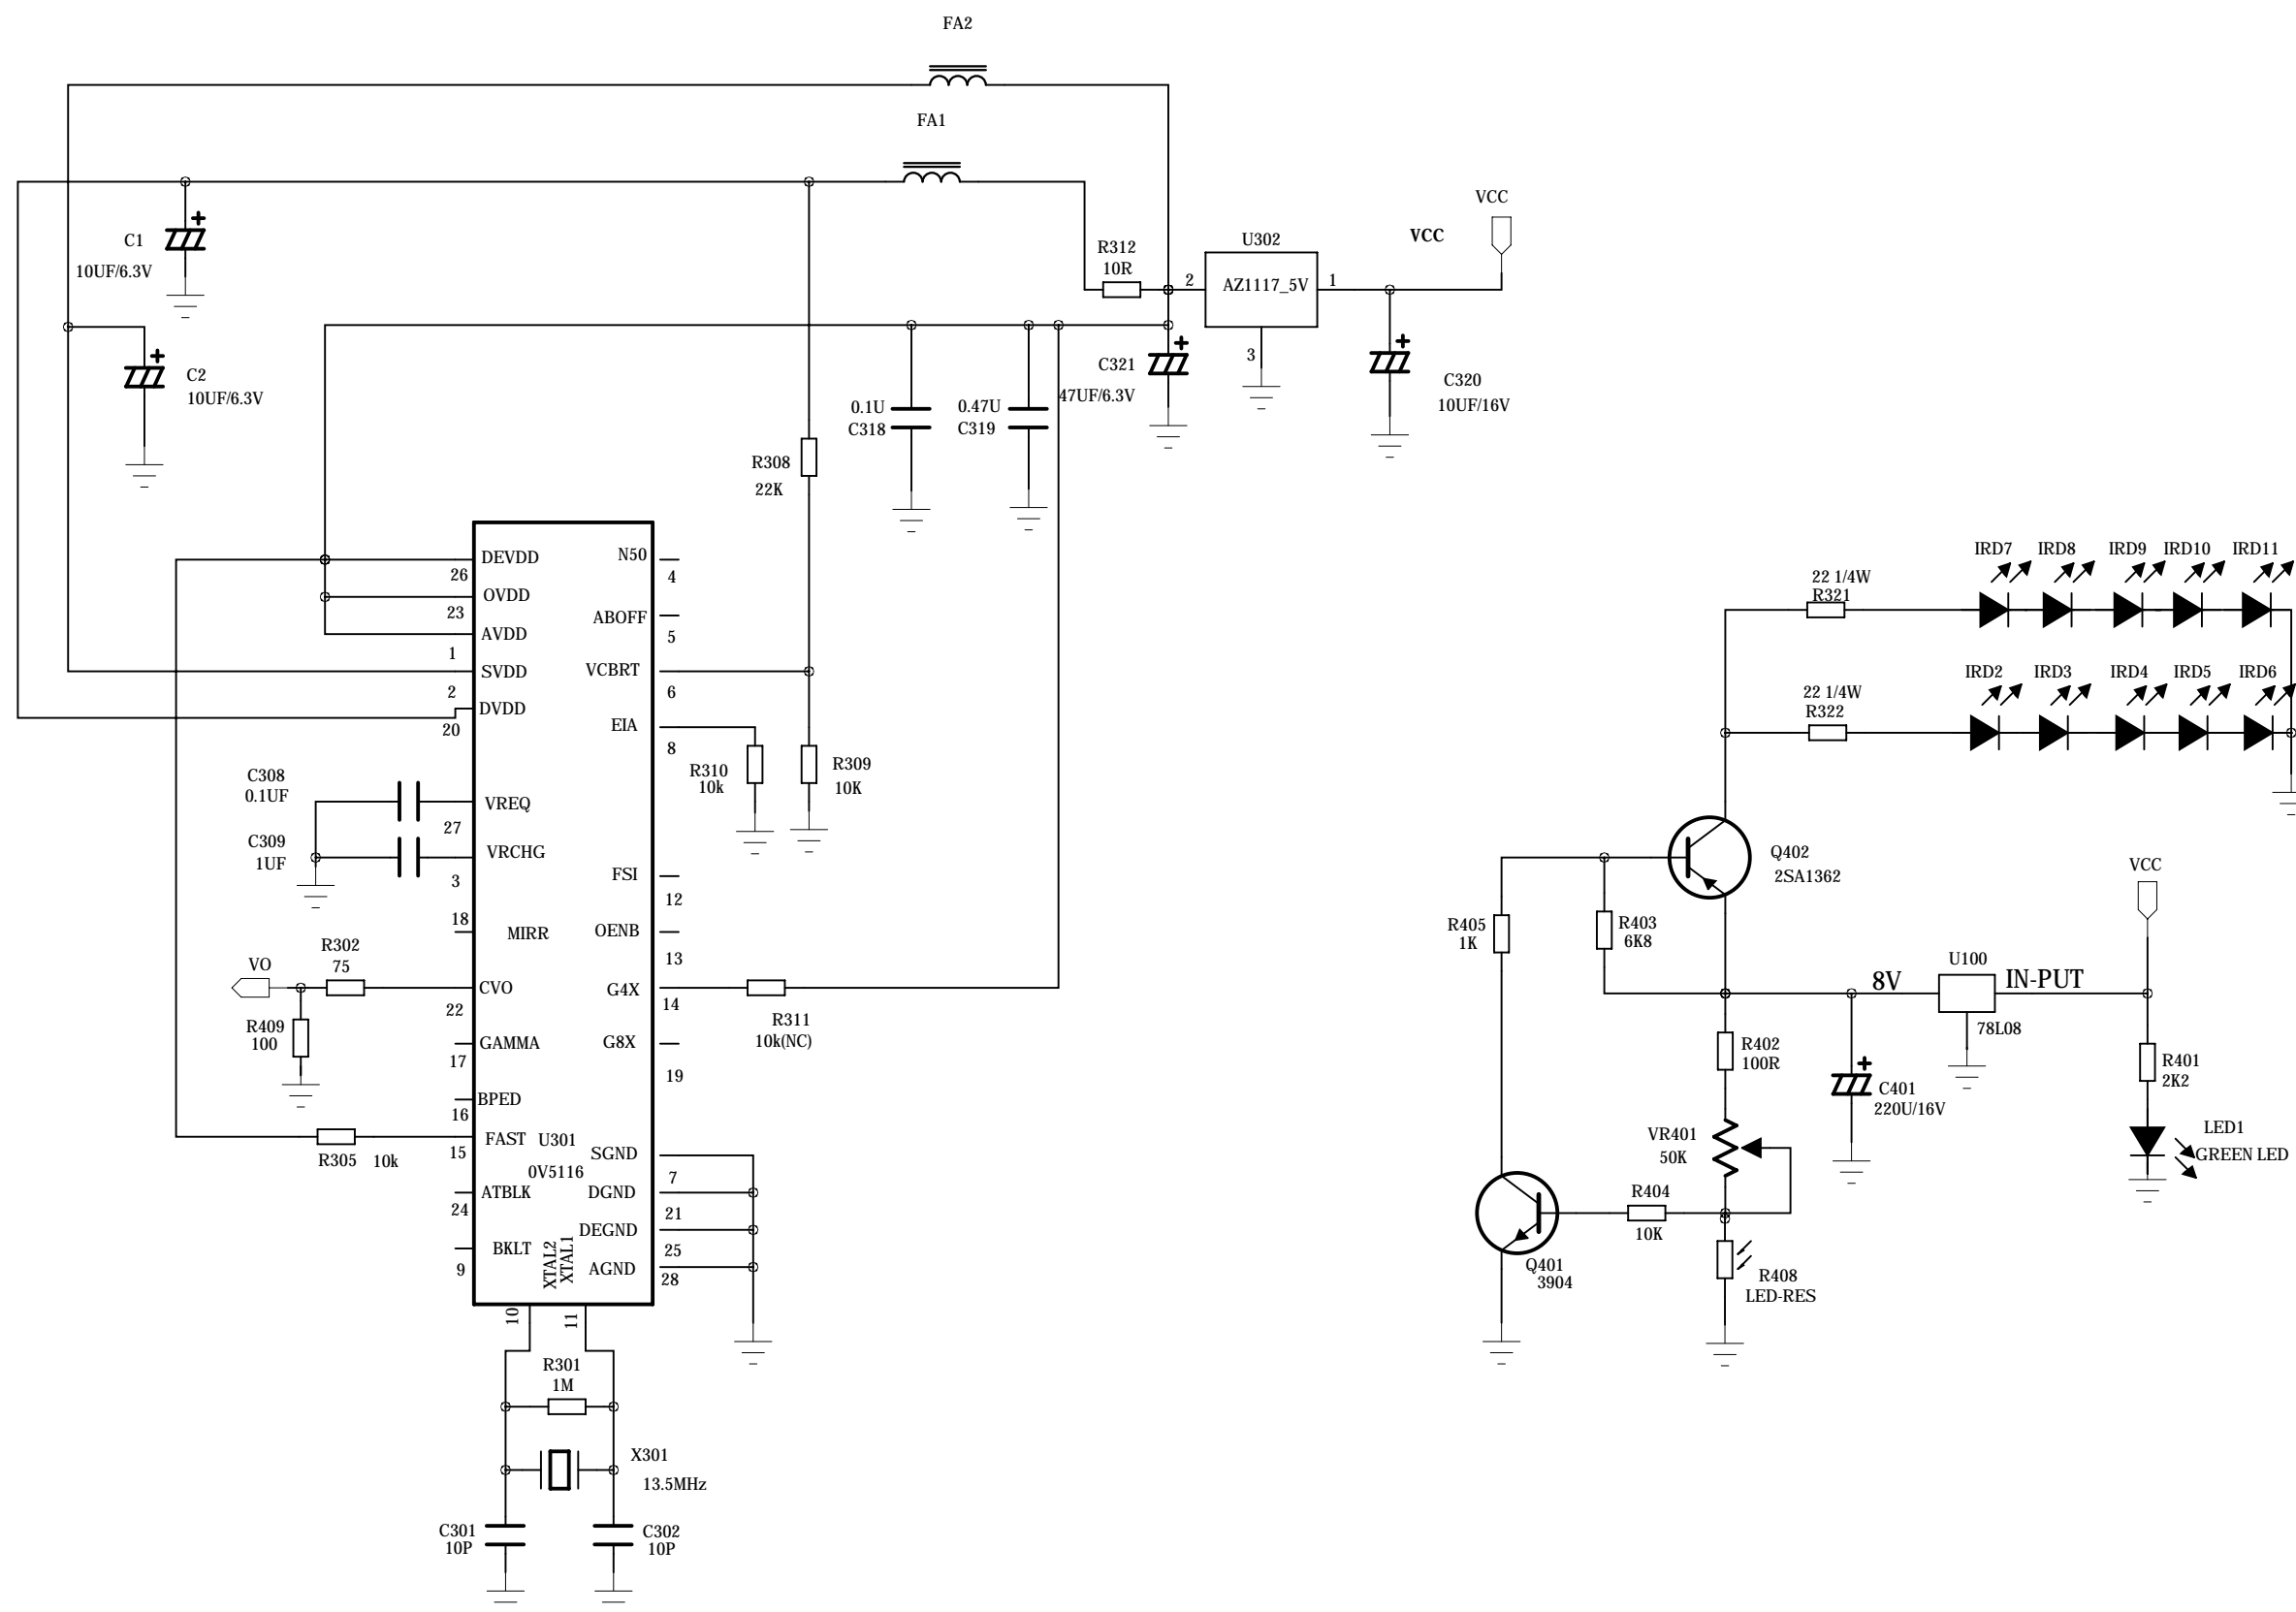 FA2
FA1
C1
10UF/6.3V
C2
10UF/6.3V
R312
10R
U302
AZ1117_5V
2
1
3
VCC
VCC
C321
47UF/6.3V
C320
10UF/16V
0.1U
C318
0.47U
C319
R308
22K
DEVDD
26
OVDD
23
AVDD
1
SVDD
2
DVDD
20
N50
4
ABOFF
5
VCBRT
6
EIA
8
R310
10k
R309
10K
C308
0.1UF
VREQ
27
C309
1UF
VRCHG
3
FSI
12
18
MIRR
OENB
13
VO
R302
75
CVO
22
G4X
14
R311
10k(NC)
R409
100
GAMMA
17
G8X
19
BPED
16
FAST
15
R305 10k
U301
0V5116
SGND
7
ATBLK
24
DGND
21
DEGND
25
BKLT
9
XTAL2
XTAL1
AGND
28
10
11
R301
1M
X301
13.5MHz
C301
10P
C302
10P
IRD7 IRD8 IRD9 IRD10 IRD11
22 1/4W
R321
IRD2 IRD3 IRD4 IRD5 IRD6
22 1/4W
R322
Q402
2SA1362
VCC
R405
1K
R403
6K8
8V
U100
IN-PUT
78L08
R402
100R
R401
2K2
C401
220U/16V
VR401
50K
LED1
GREEN LED
R404
10K
Q401
3904
R408
LED-RES